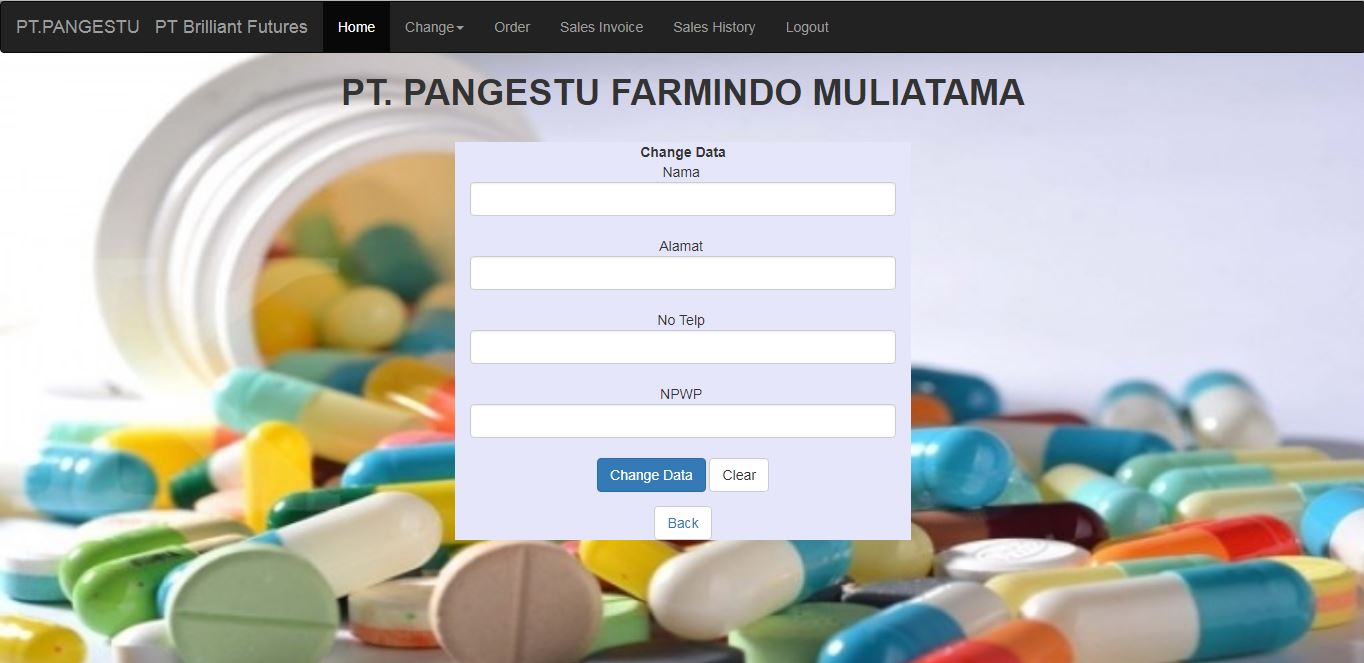 PT.PANGESTU PT Brilliant Futures Home Change Order Sales Invoice Sales History Logout
PT. PANGESTU FARMINDO MULIATAMA
Change Data
Nama
Alamat
No Telp
NPWP
Change Data Clear
Back